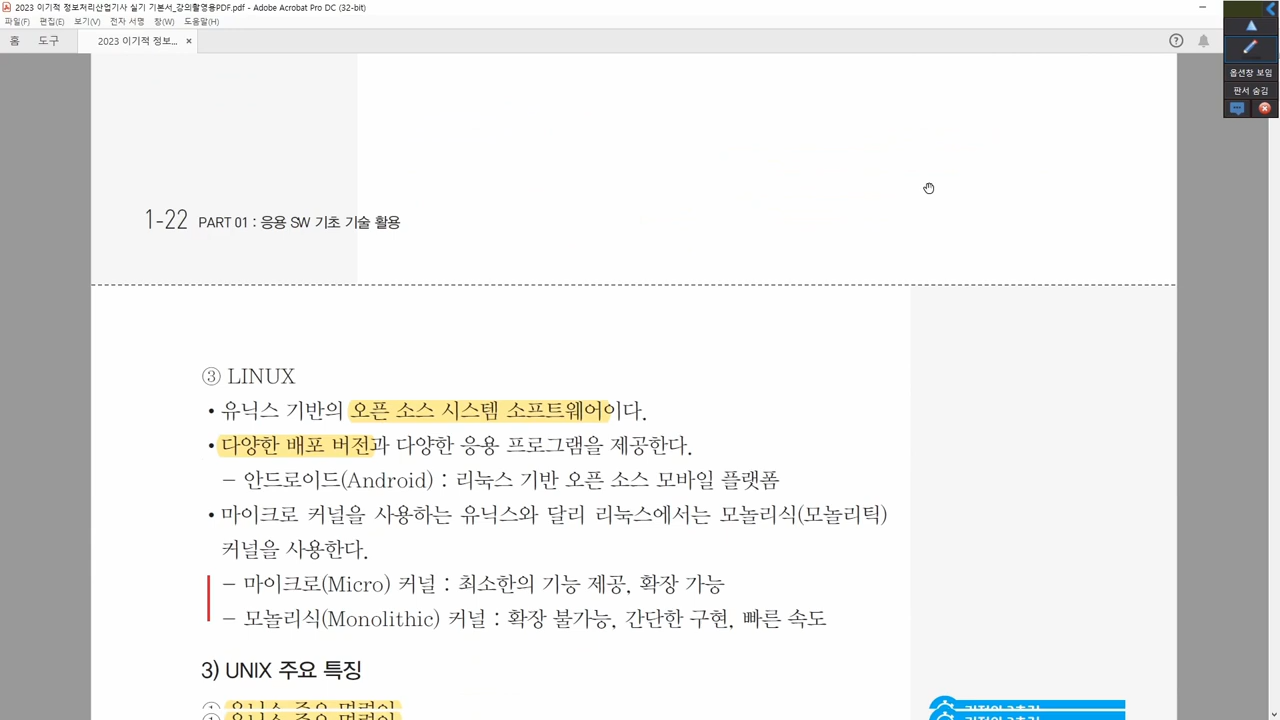 2023 이기적 정보처리산업기사 실기 기본서_강의촬영용PDF.pdf - Adobe Acrobat Pro DC (32-bit)
파일(F) 편집(E) 보기(V) 전자 서명 창(W) 도움말(H)
홈 도구 2023 이기적 정보... ×
옵션창 보임
판서 숨김
1-22 PART 01 : 응용 SW 기초 기술 활용
③ LINUX
• 유닉스 기반의 오픈 소스 시스템 소프트웨어이다.
• 다양한 배포 버전과 다양한 응용 프로그램을 제공한다.
– 안드로이드(Android) : 리눅스 기반 오픈 소스 모바일 플랫폼
• 마이크로 커널을 사용하는 유닉스와 달리 리눅스에서는 모놀리식(모놀리틱)
커널을 사용한다.
– 마이크로(Micro) 커널 : 최소한의 기능 제공, 확장 가능
– 모놀리식(Monolithic) 커널 : 확장 불가능, 간단한 구현, 빠른 속도
3) UNIX 주요 특징